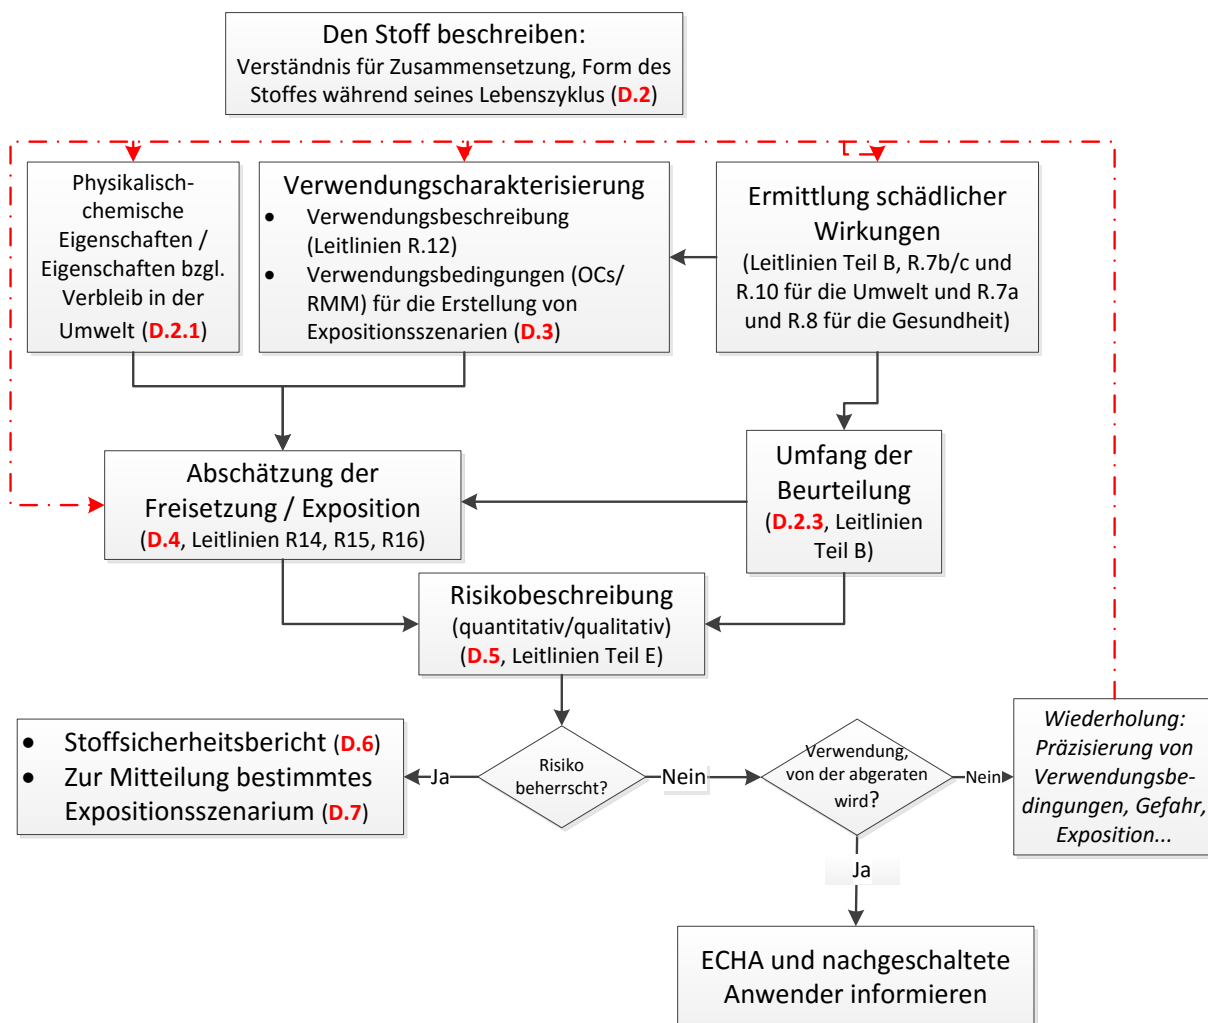 Den Stoff beschreiben:
Verständnis für Zusammensetzung, Form des
Stoffes während seines Lebenszyklus (D.2)
Physikalisch-
chemische
Eigenschaften /
Eigenschaften bzgl.
Verbleib in der
Umwelt (D.2.1)
Verwendungscharakterisierung
• Verwendungsbeschreibung
(Leitlinien R.12)
• Verwendungsbedingungen (OCs/
RMM) für die Erstellung von
Expositionsszenarien (D.3)
Ermittlung schädlicher
Wirkungen
(Leitlinien Teil B, R.7b/c und
R.10 für die Umwelt und R.7a
und R.8 für die Gesundheit)
Abschätzung der
Freisetzung / Exposition
(D.4, Leitlinien R14, R15, R16)
Umfang der
Beurteilung
(D.2.3, Leitlinien
Teil B)
Risikobeschreibung
(quantitativ/qualitativ)
(D.5, Leitlinien Teil E)
• Stoffsicherheitsbericht (D.6)
• Zur Mitteilung bestimmtes
Expositionsszenarium (D.7)
Ja
Risiko
beherrscht?
Nein
Verwendung,
von der abgeraten
wird?
Nein
Wiederholung:
Präzisierung von
Verwendungsbe-
dingungen, Gefahr,
Exposition...
Ja
ECHA und nachgeschaltete
Anwender informieren